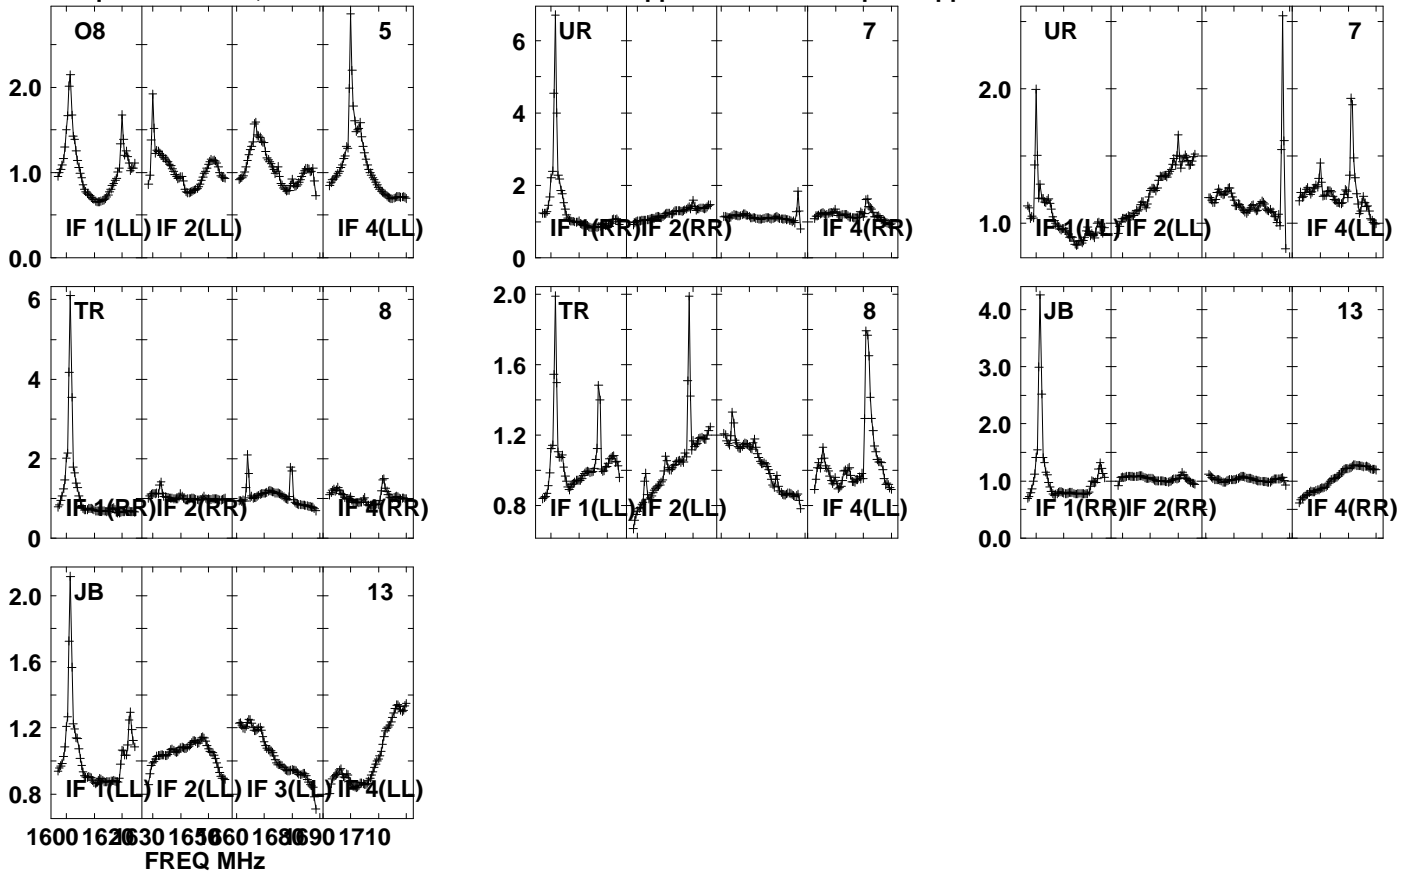 O8 5
2.0
1.0
0.0
IF 1(LL) IF 2(LL) IF 4(LL)
UR 7
6
4
2
0
IF 1(RR) IF 2(RR) IF 4(RR)
UR 7
2.0
1.0
IF 1(LL) IF 2(LL) IF 4(LL)
TR 8
6
4
2
0
IF 1(RR) IF 2(RR) IF 4(RR)
TR 8
2.0
1.6
1.2
0.8
IF 1(LL) IF 2(LL) IF 4(LL)
JB 13
4.0
3.0
2.0
1.0
0.0
IF 1(RR) IF 2(RR) IF 4(RR)
JB 13
2.0
1.6
1.2
0.8
IF 1(LL) IF 2(LL) IF 3(LL) IF 4(LL)
1600 1620 1630 1650 1660 1680 1690 1710
FREQ MHz